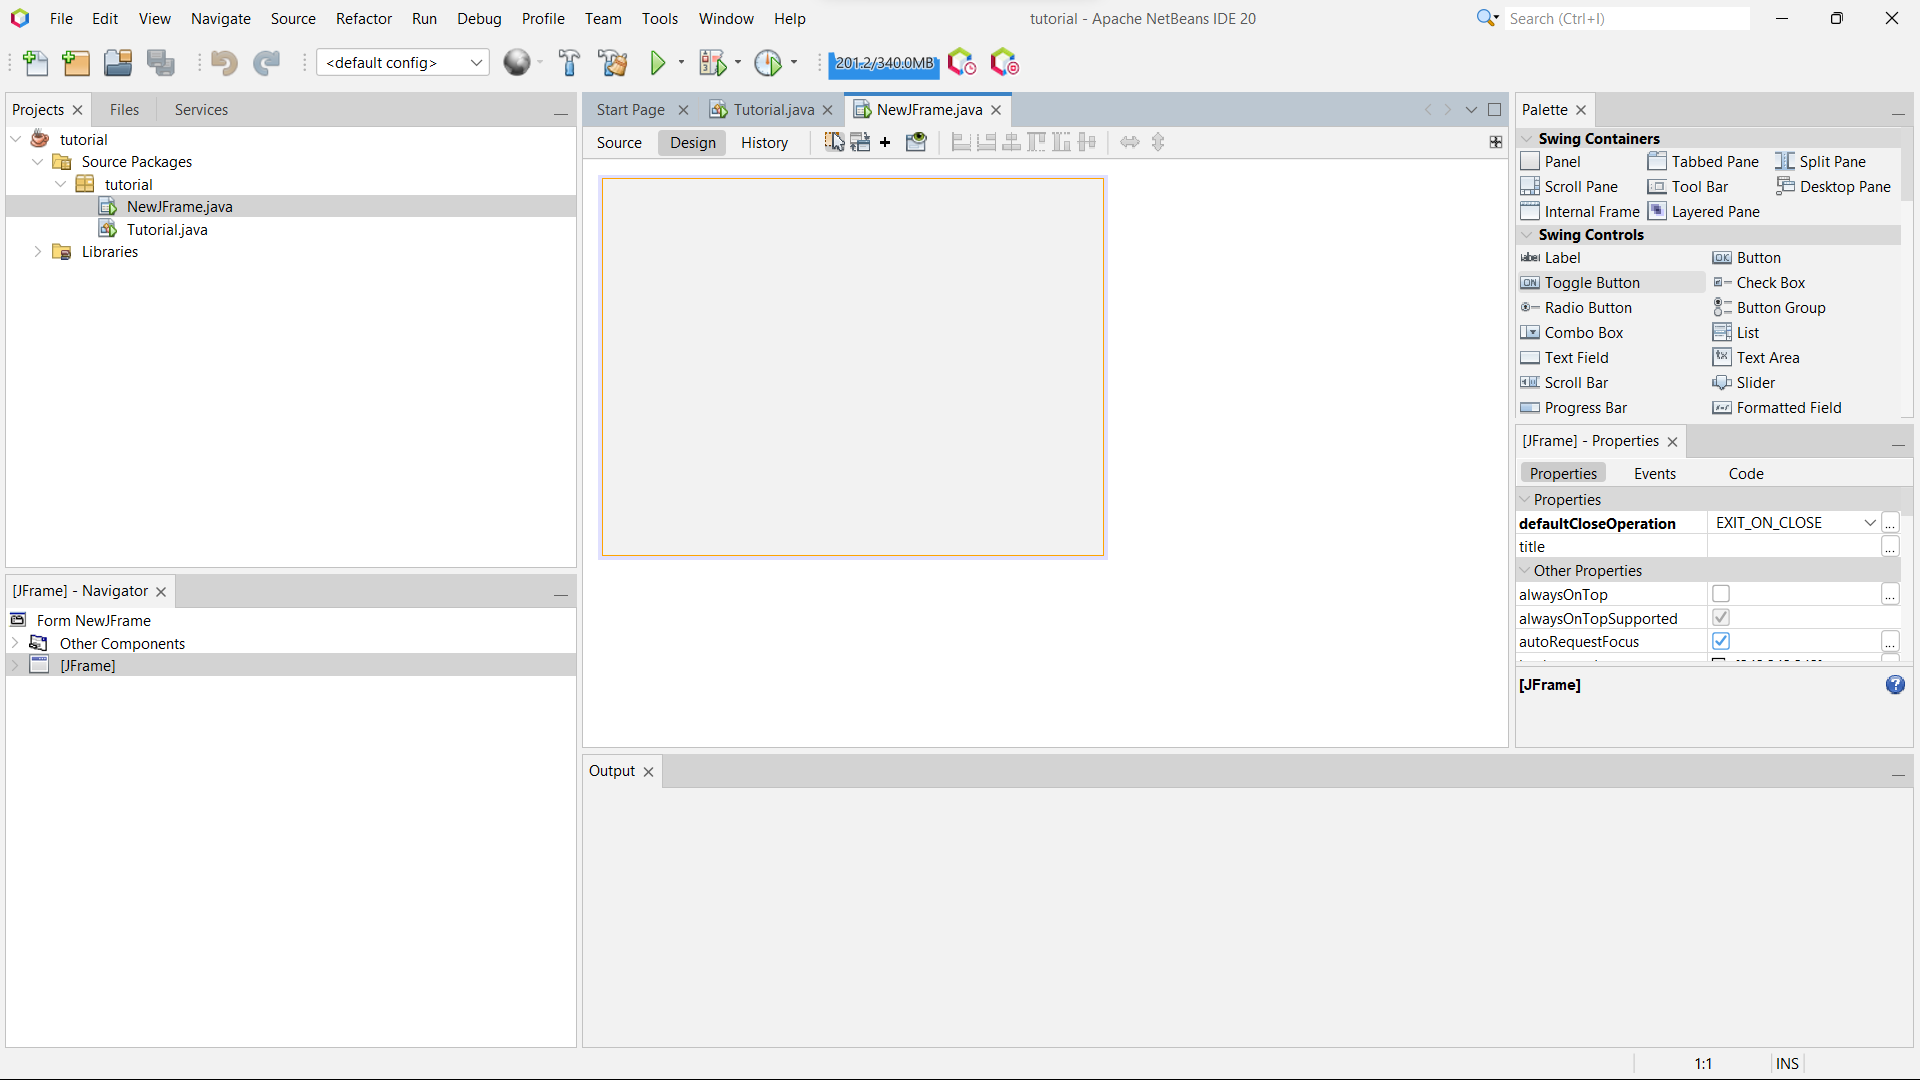 File Edit View Navigate Source Refactor Run Debug Profile Team Tools Window Help
tutorial - Apache NetBeans IDE 20
Search (Ctrl+I)
<default config>
201.2/340.0MB
Projects Files Services
tutorial
Source Packages
tutorial
NewJFrame.java
Tutorial.java
Libraries
[JFrame] - Navigator
Form NewJFrame
Other Components
[JFrame]
Start Page Tutorial.java NewJFrame.java
Source Design History
Output
Palette
Swing Containers
Panel Tabbed Pane Split Pane
Scroll Pane Tool Bar Desktop Pane
Internal Frame Layered Pane
Swing Controls
label Label OK Button
ON Toggle Button Check Box
Radio Button Button Group
Combo Box List
Text Field Text Area
Scroll Bar Slider
Progress Bar Formatted Field
[JFrame] - Properties
Properties Events Code
Properties
defaultCloseOperation EXIT_ON_CLOSE ...
title ...
Other Properties
alwaysOnTop ...
alwaysOnTopSupported
autoRequestFocus ...
[JFrame]
1:1 INS